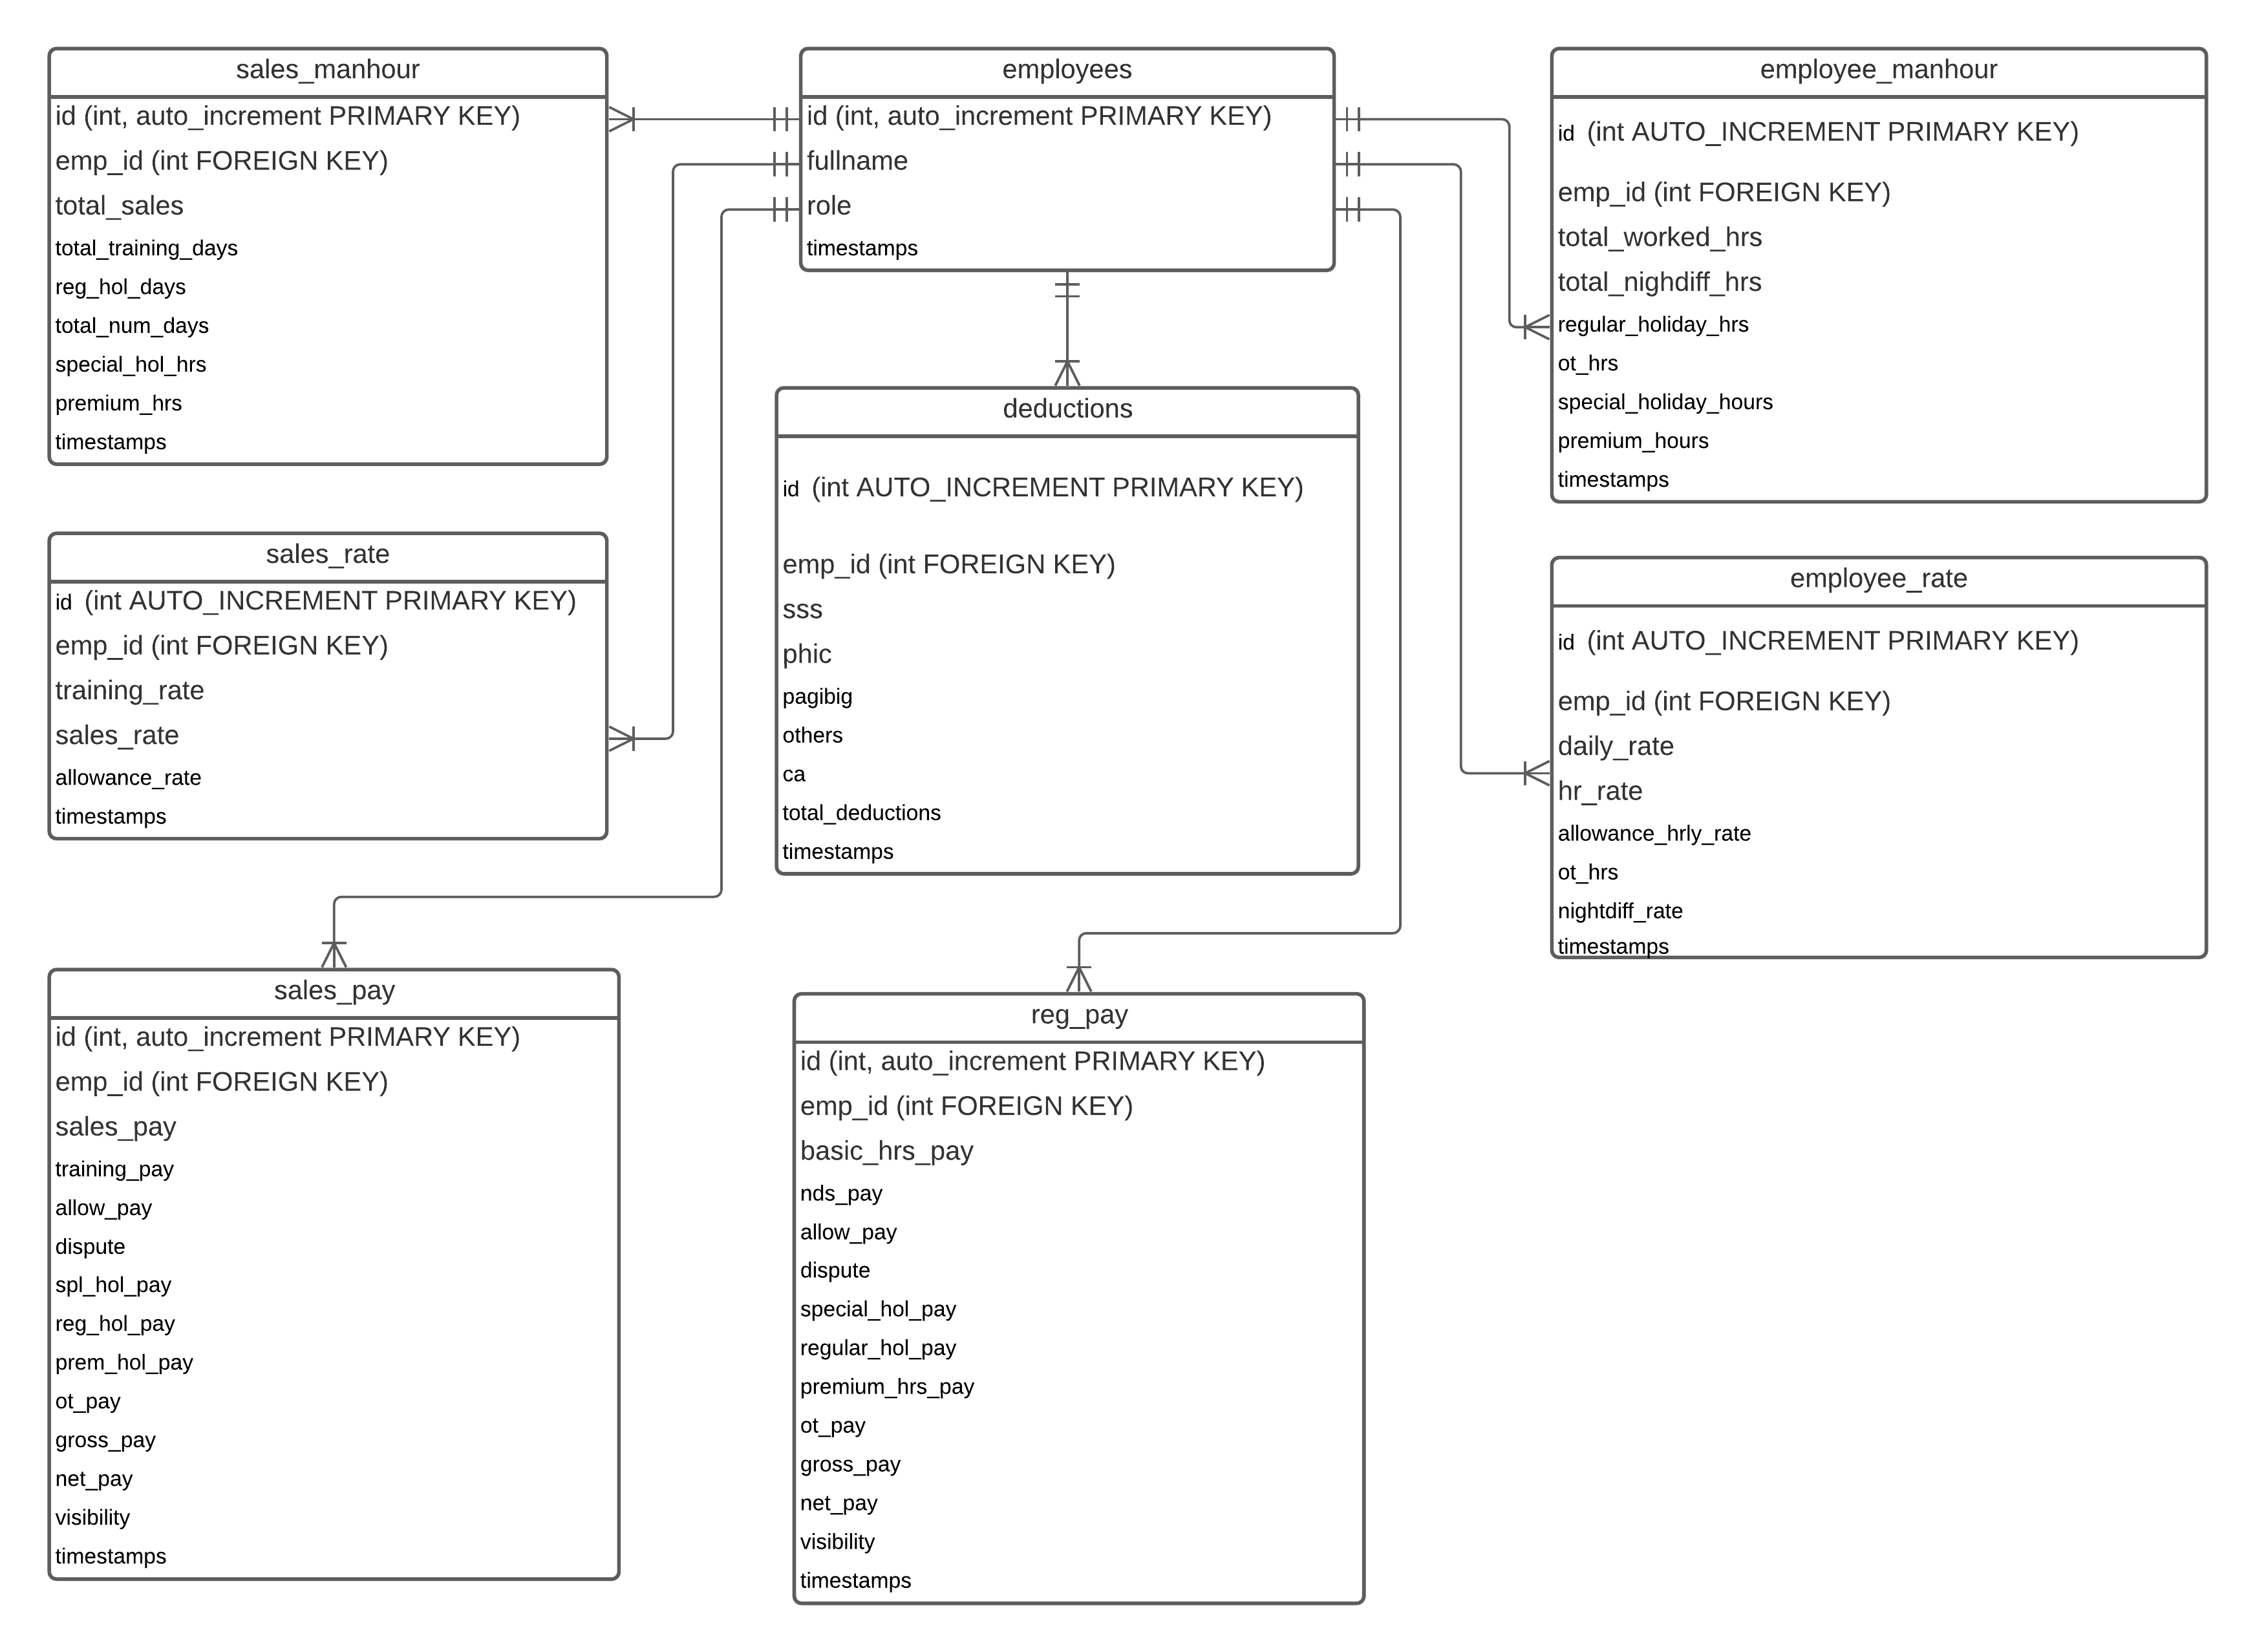 sales_manhour
id (int, auto_increment PRIMARY KEY)
emp_id (int FOREIGN KEY)
total_sales
total_training_days
reg_hol_days
total_num_days
special_hol_hrs
premium_hrs
timestamps
employees
id (int, auto_increment PRIMARY KEY)
fullname
role
timestamps
employee_manhour
id (int AUTO_INCREMENT PRIMARY KEY)
emp_id (int FOREIGN KEY)
total_worked_hrs
total_nighdiff_hrs
regular_holiday_hrs
ot_hrs
special_holiday_hours
premium_hours
timestamps
deductions
id (int AUTO_INCREMENT PRIMARY KEY)
emp_id (int FOREIGN KEY)
sss
phic
pagibig
others
ca
total_deductions
timestamps
sales_rate
id (int AUTO_INCREMENT PRIMARY KEY)
emp_id (int FOREIGN KEY)
training_rate
sales_rate
allowance_rate
timestamps
employee_rate
id (int AUTO_INCREMENT PRIMARY KEY)
emp_id (int FOREIGN KEY)
daily_rate
hr_rate
allowance_hrly_rate
ot_hrs
nightdiff_rate
timestamps
sales_pay
id (int, auto_increment PRIMARY KEY)
emp_id (int FOREIGN KEY)
sales_pay
training_pay
allow_pay
dispute
spl_hol_pay
reg_hol_pay
prem_hol_pay
ot_pay
gross_pay
net_pay
visibility
timestamps
reg_pay
id (int, auto_increment PRIMARY KEY)
emp_id (int FOREIGN KEY)
basic_hrs_pay
nds_pay
allow_pay
dispute
special_hol_pay
regular_hol_pay
premium_hrs_pay
ot_pay
gross_pay
net_pay
visibility
timestamps